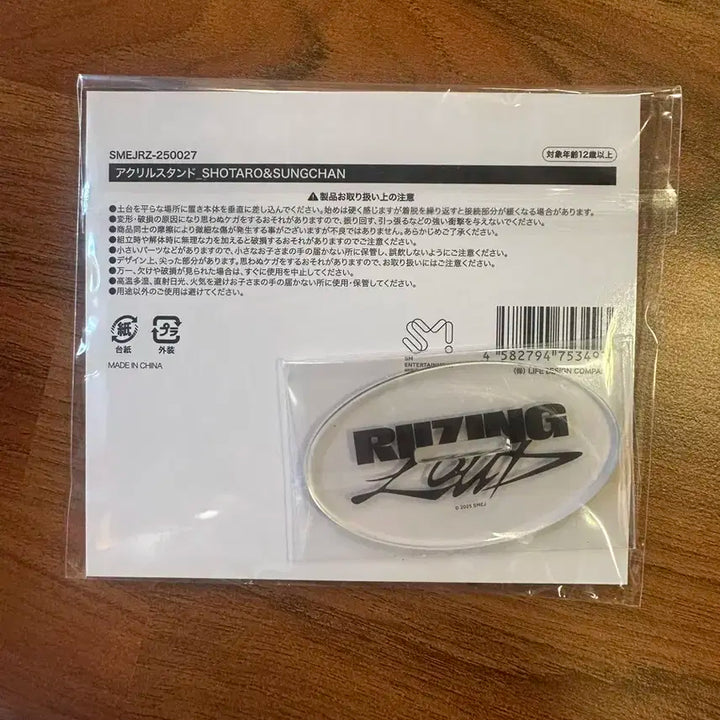 SMEJRZ-250027
対象年齢12歳以上
アクリルスタンド_SHOTARO&SUNGCHAN
⚠製品お取り扱い上の注意
●土台を平らな場所に置き本体を垂直に差し込んでください。始めは硬く感じますが着脱を繰り返すと接続部分が緩くなる場合があります。
●変形・破損の原因になり思わぬケガをするおそれがありますので、振り回す、引っ張るなどの強い衝撃を与えないでください。
●商品同士の摩擦により微細な傷が発生する事がございますが不良ではありません。あらかじめご了承ください。
●組立時や解体時に無理な力を加えると破損するおそれがありますのでご注意ください。
●小さいパーツなどがありますので、小さなお子さまの手の届かない所に保管し、誤飲しないようにご注意ください。
●デザイン上、尖った部分があります。思わぬケガをするおそれがありますので、お取り扱いにはご注意ください。
●万一、欠けや破損が見られた場合は、すぐに使用を中止してください。
●高温多湿、直射日光、火気を避けお子さまの手の届かない所に使用・保管してください。
●用途以外のご使用は避けてください。
紙
プラ
台紙
外装
MADE IN CHINA
SM!
SM
ENTERTAINMENT
4 582794 75349
(株) LIFE DESIGN COMPA
RIIZING
LOUD
© 2025 SMEJ